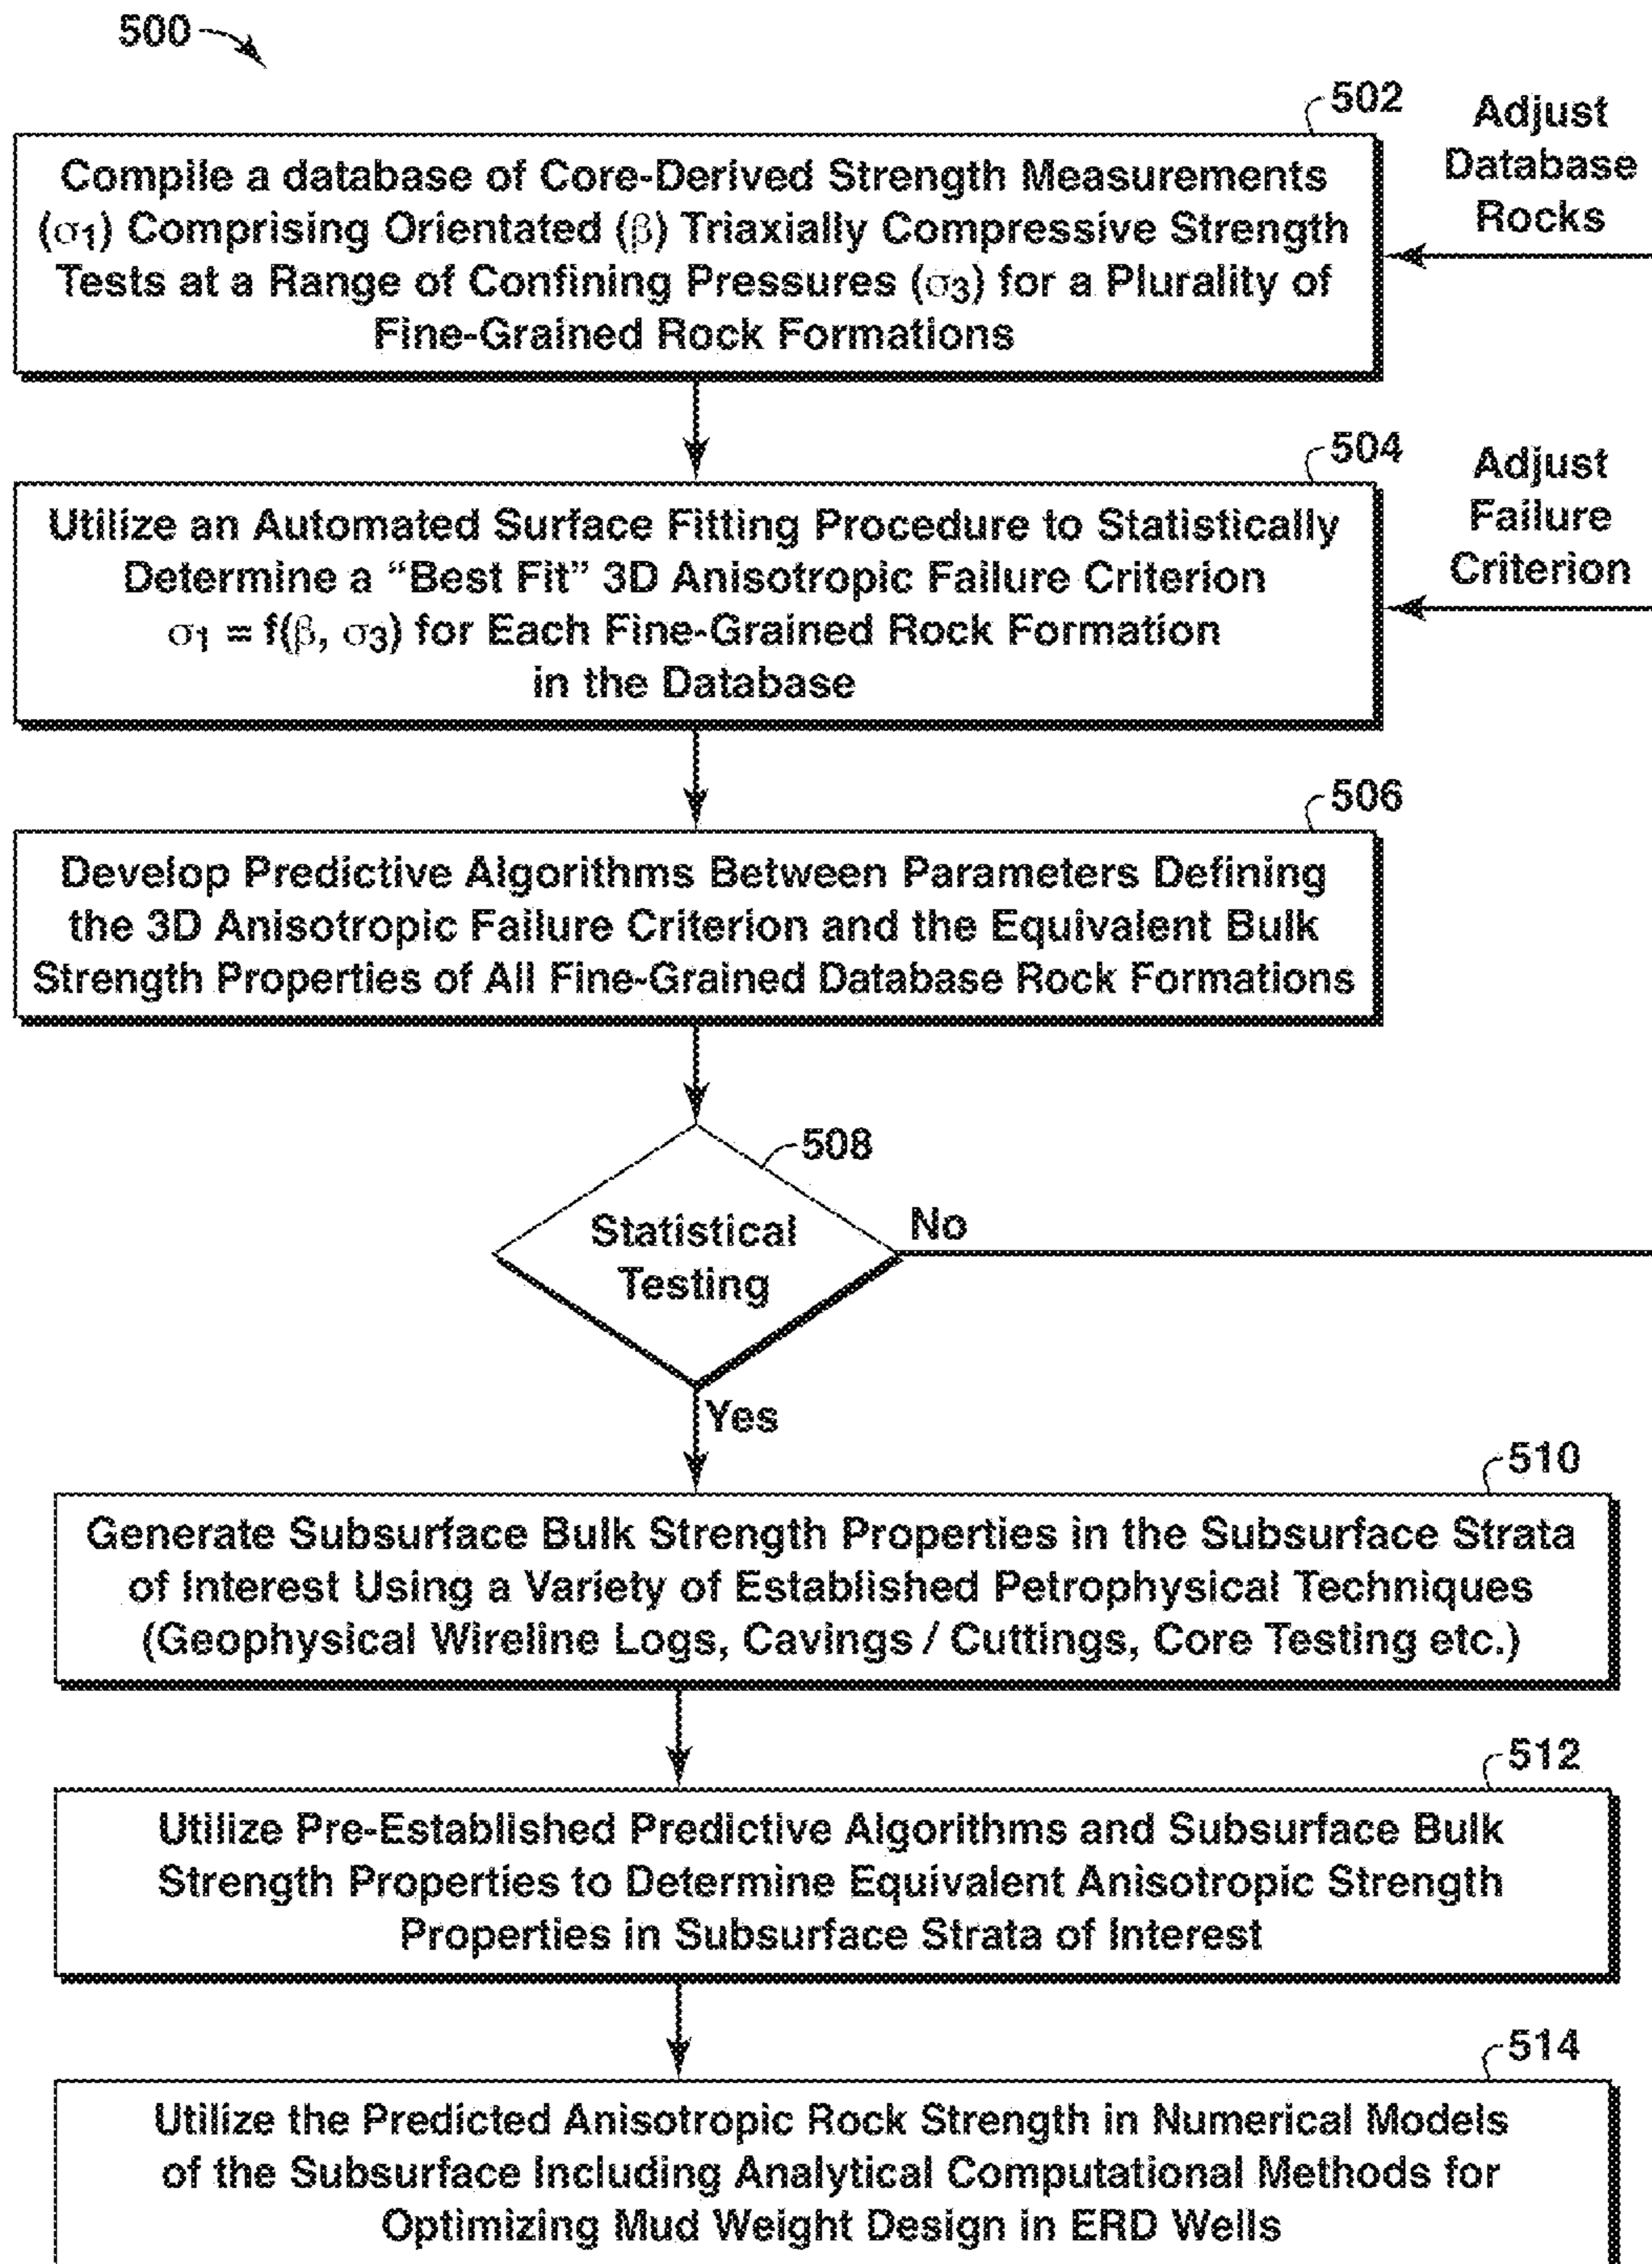 500
502
Adjust
Database
Rocks
Compile a database of Core-Derived Strength Measurements
(σ1) Comprising Orientated (β) Triaxially Compressive Strength
Tests at a Range of Confining Pressures (σ3) for a Plurality of
Fine-Grained Rock Formations
504
Adjust
Failure
Criterion
Utilize an Automated Surface Fitting Procedure to Statistically
Determine a “Best Fit” 3D Anisotropic Failure Criterion
σ1 = f(β, σ3) for Each Fine-Grained Rock Formation
in the Database
506
Develop Predictive Algorithms Between Parameters Defining
the 3D Anisotropic Failure Criterion and the Equivalent Bulk
Strength Properties of All Fine-Grained Database Rock Formations
508
Statistical
Testing
No
Yes
510
Generate Subsurface Bulk Strength Properties in the Subsurface Strata
of Interest Using a Variety of Established Petrophysical Techniques
(Geophysical Wireline Logs, Cavings / Cuttings, Core Testing etc.)
512
Utilize Pre-Established Predictive Algorithms and Subsurface Bulk
Strength Properties to Determine Equivalent Anisotropic Strength
Properties in Subsurface Strata of Interest
514
Utilize the Predicted Anisotropic Rock Strength in Numerical Models
of the Subsurface Including Analytical Computational Methods for
Optimizing Mud Weight Design in ERD Wells